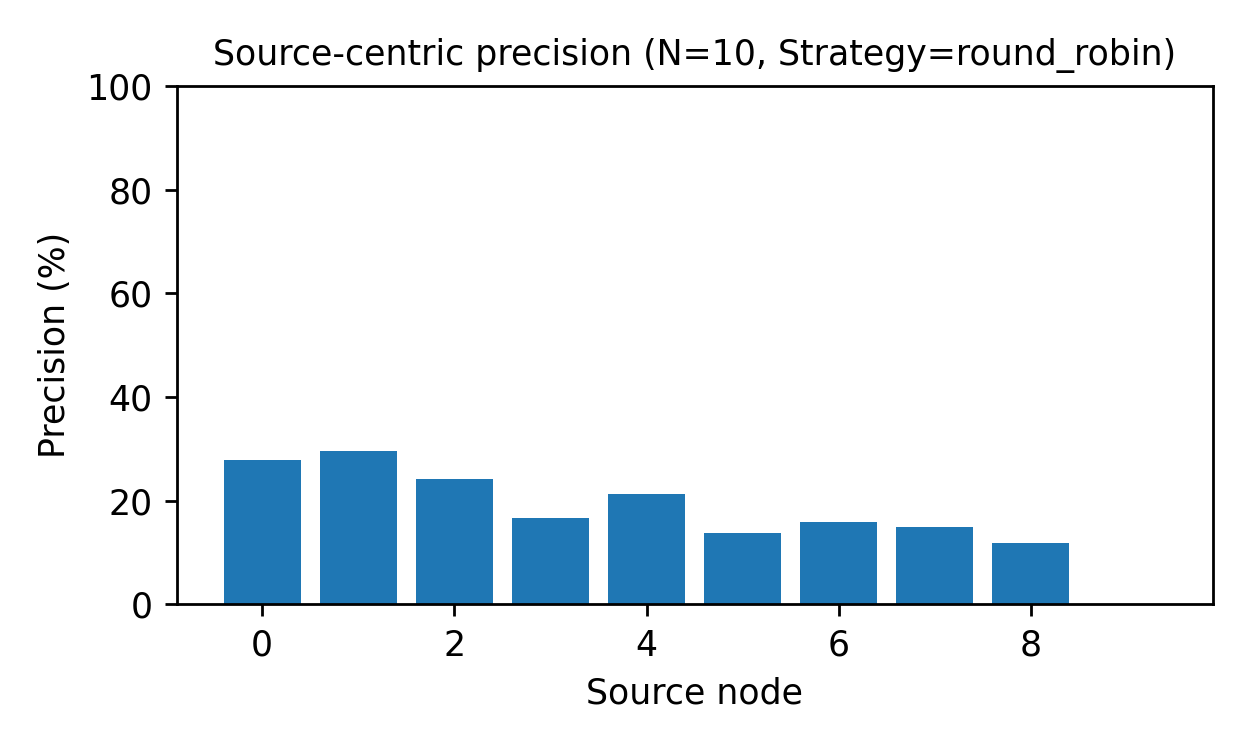 Source-centric precision (N=10, Strategy=round_robin)
100
80
60
40
20
0
Precision (%)
0 2 4 6 8
Source node